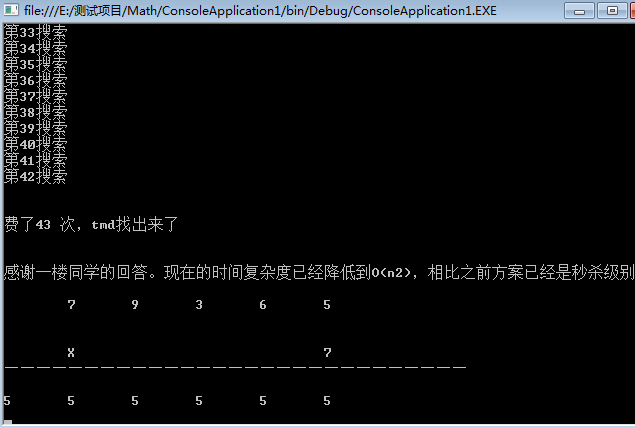 file:///E:/测试项目/Math/ConsoleApplication1/bin/Debug/ConsoleApplication1.EXE
第33搜索
第34搜索
第35搜索
第36搜索
第37搜索
第38搜索
第39搜索
第40搜索
第41搜索
第42搜索
费了43 次，tmd找出来了
感谢一楼同学的回答。现在的时间复杂度已经降低到O(n2)，相比之前方案已经是秒杀级别
7 9 3 6 5
X 7
－－－－－－－－－－－－－－－－－－－－－－－－－－－－－
5 5 5 5 5 5